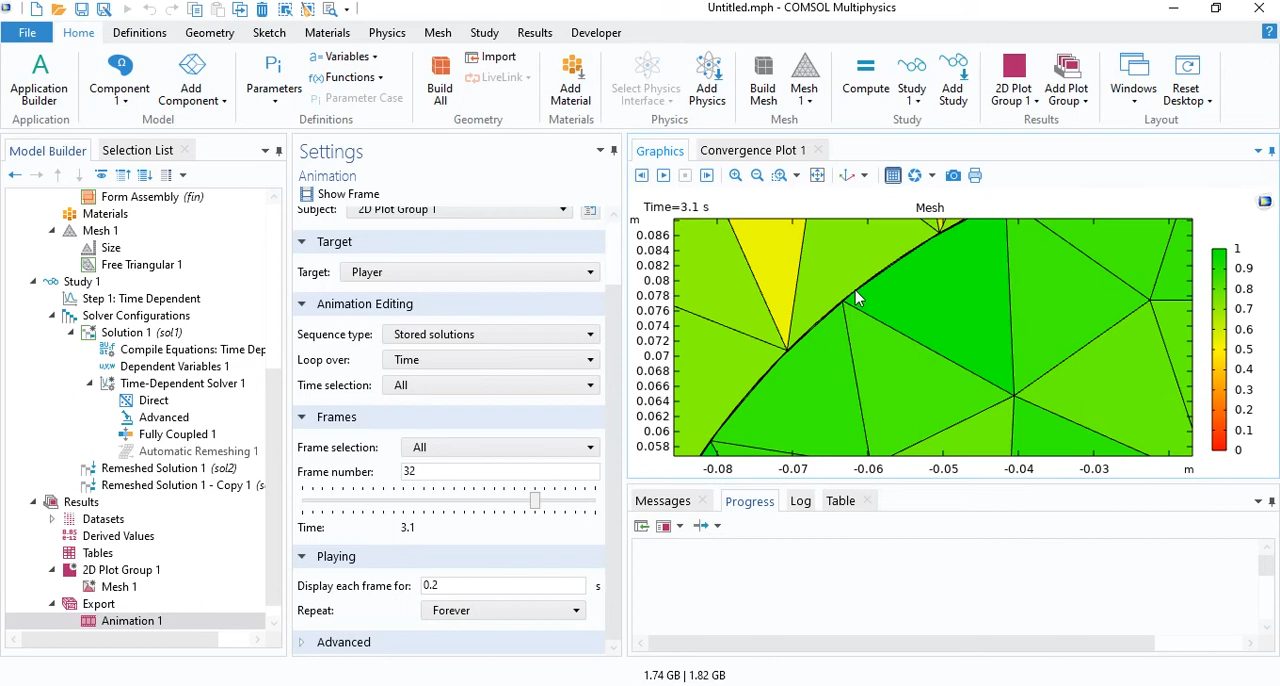 Untitled.mph - COMSOL Multiphysics
File Home Definitions Geometry Sketch Materials Physics Mesh Study Results Developer
Application Builder
Component 1
Add Component
Pi Parameters
a= Variables
f(x) Functions
Pi Parameter Case
Build All
Import
LiveLink
Add Material
Select Physics Interface
Add Physics
Build Mesh
Mesh 1
Compute
Study 1
Add Study
2D Plot Group 1
Add Plot Group
Windows
Reset Desktop
Application Model Definitions Geometry Materials Physics Mesh Study Results Layout
Model Builder Selection List
Form Assembly (fin)
Materials
Mesh 1
Size
Free Triangular 1
Study 1
Step 1: Time Dependent
Solver Configurations
Solution 1 (sol1)
Compile Equations: Time Dep
Dependent Variables 1
Time-Dependent Solver 1
Direct
Advanced
Fully Coupled 1
Automatic Remeshing 1
Remeshed Solution 1 (sol2)
Remeshed Solution 1 - Copy 1 (s
Results
Datasets
Derived Values
Tables
2D Plot Group 1
Mesh 1
Export
Animation 1
Settings
Animation
Show Frame
Subject: 2D Plot Group 1
Target
Target: Player
Animation Editing
Sequence type: Stored solutions
Loop over: Time
Time selection: All
Frames
Frame selection: All
Frame number: 32
Time: 3.1
Playing
Display each frame for: 0.2 s
Repeat: Forever
Advanced
Graphics Convergence Plot 1
Time=3.1 s Mesh
m
0.086
0.084
0.082
0.08
0.078
0.076
0.074
0.072
0.07
0.068
0.066
0.064
0.062
0.06
0.058
-0.08 -0.07 -0.06 -0.05 -0.04 -0.03 m
1
0.9
0.8
0.7
0.6
0.5
0.4
0.3
0.2
0.1
0
Messages Progress Log Table
1.74 GB | 1.82 GB